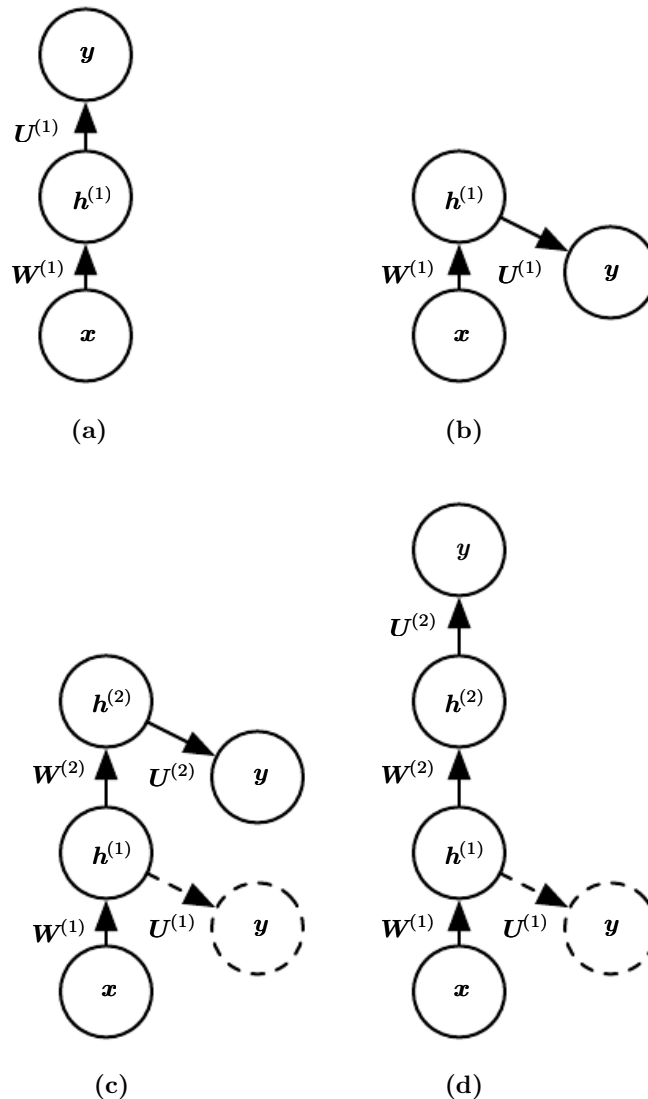 y
U^(1)
h^(1)
W^(1)
x
(a)
h^(1)
W^(1) U^(1) y
x
(b)
h^(2)
W^(2) U^(2) y
h^(1)
W^(1) U^(1) y
x
(c)
y
U^(2)
h^(2)
W^(2)
h^(1)
W^(1) U^(1) y
x
(d)